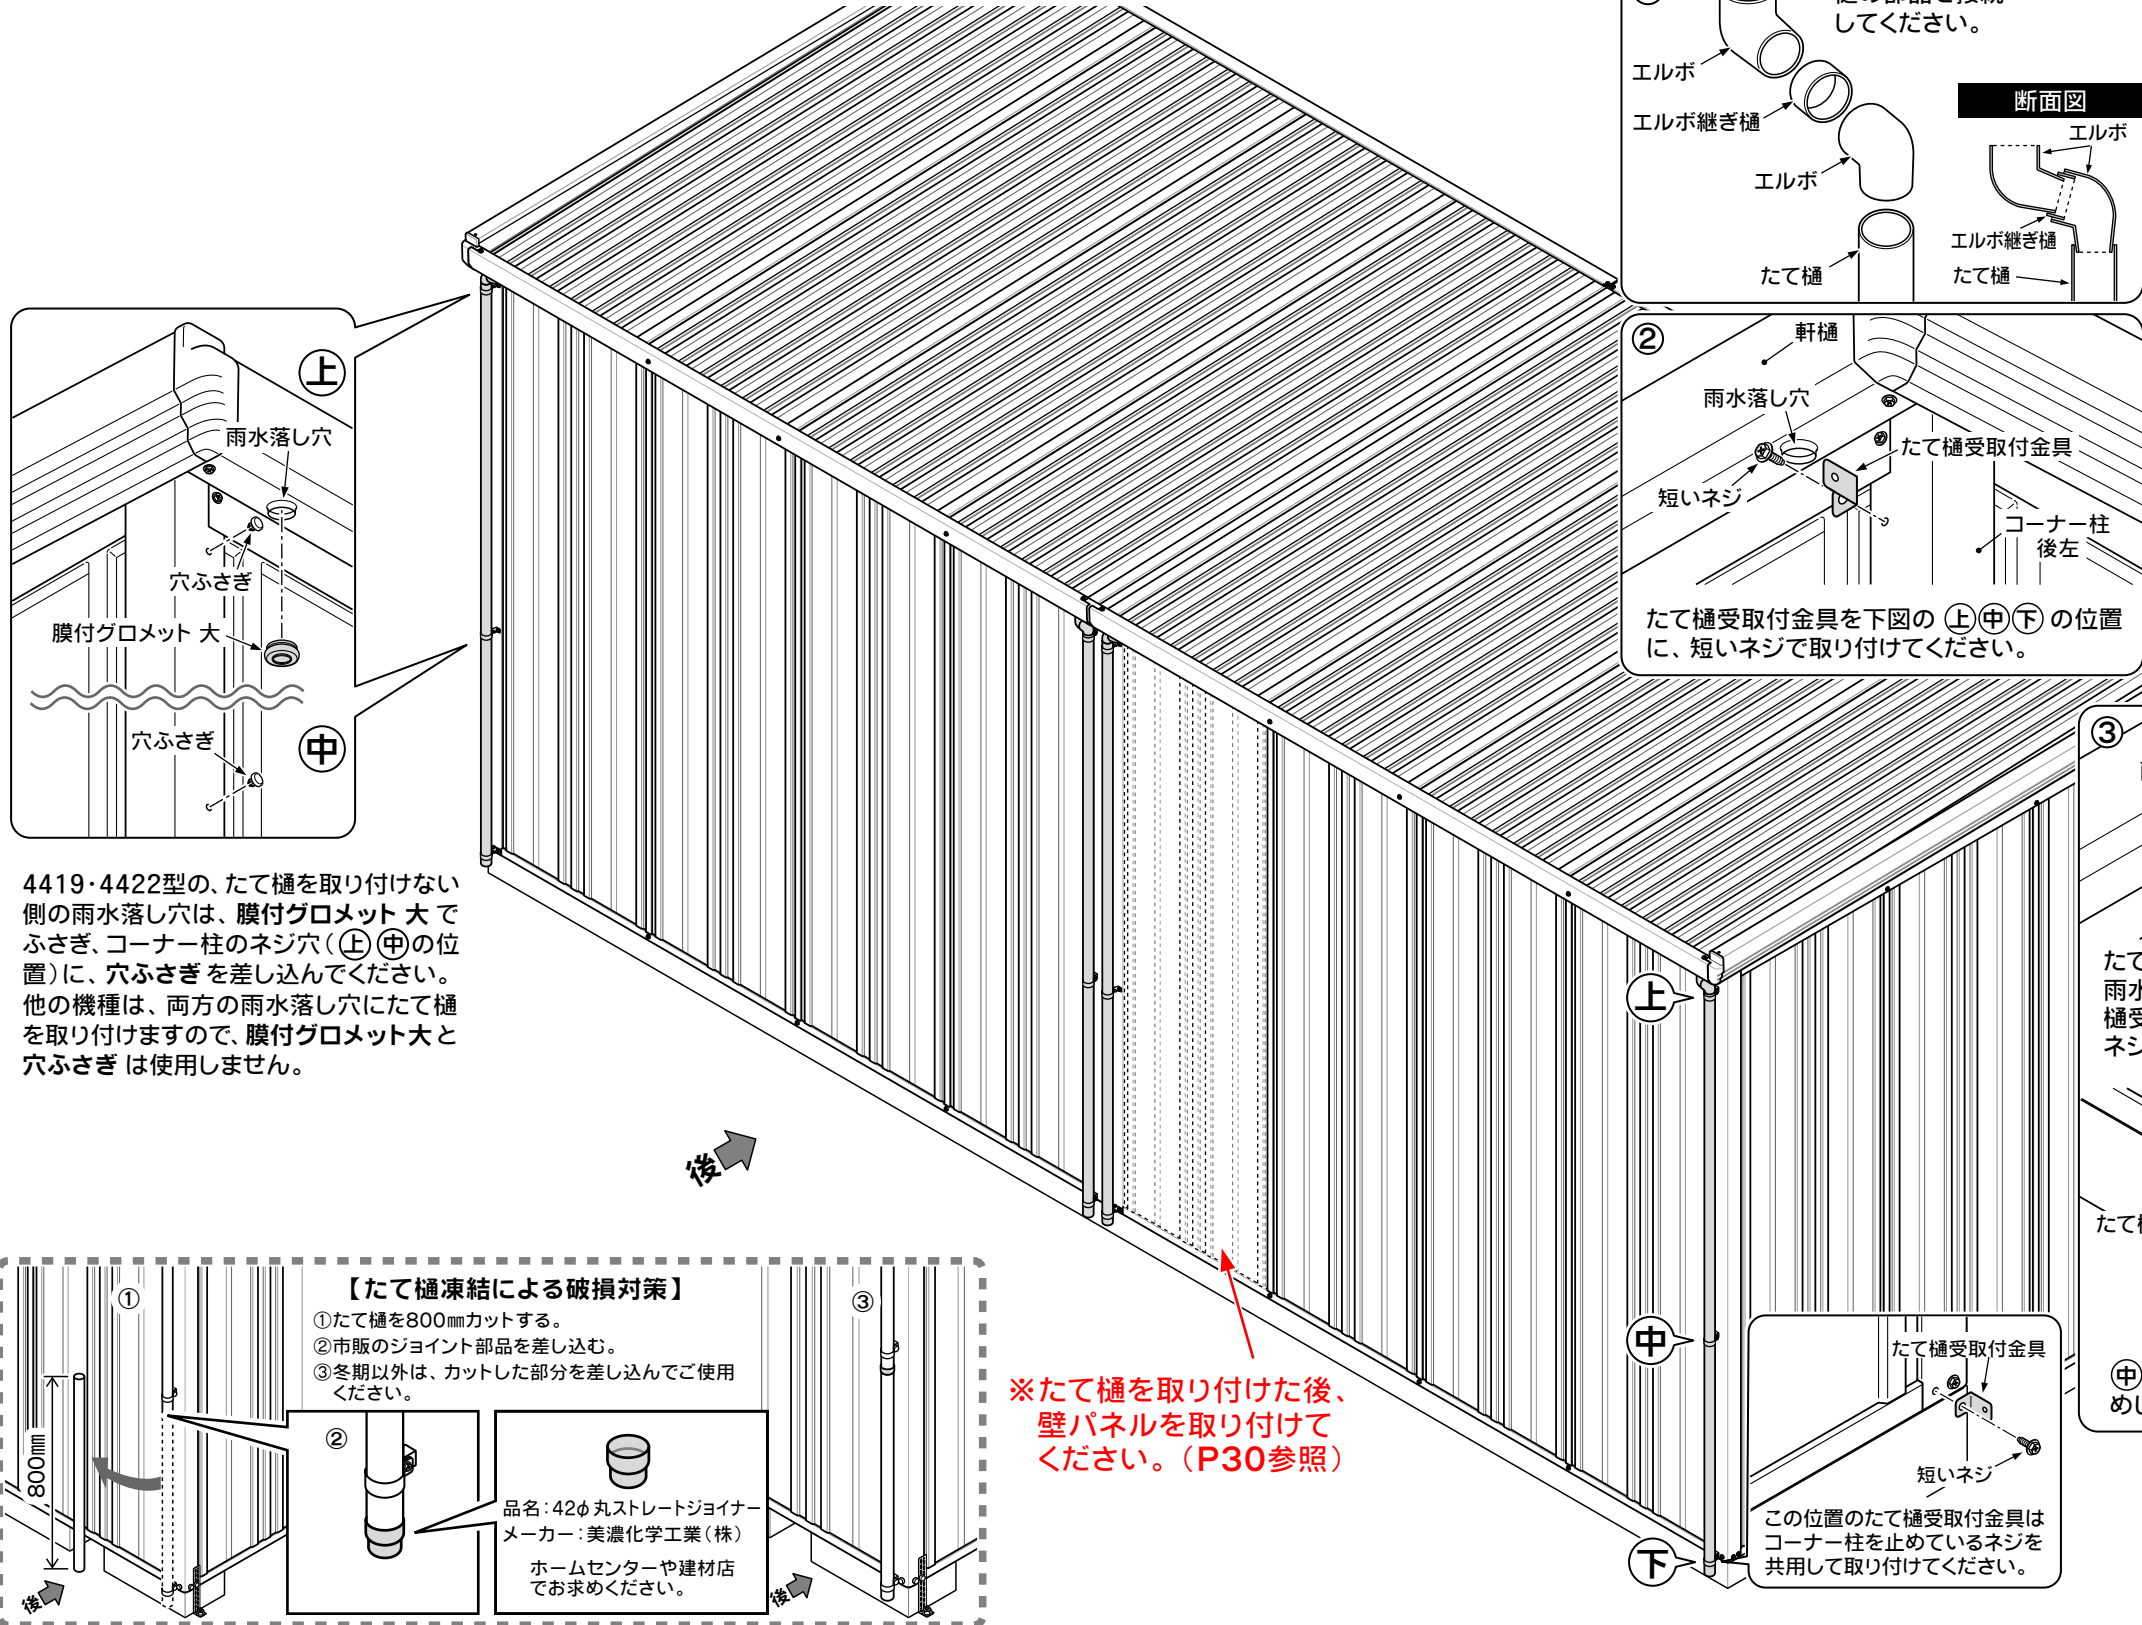 してください。
エルボ
エルボ継ぎ樋
エルボ
たて樋
断面図
エルボ
エルボ継ぎ樋
たて樋
②
軒樋
雨水落し穴
たて樋受取付金具
短いネジ
コーナー柱
後左
たて樋受取付金具を下図の 上中下 の位置
に、短いネジで取り付けてください。
上
雨水落し穴
穴ふさぎ
膜付グロメット 大
穴ふさぎ
中
4419・4422型の、たて樋を取り付けない
側の雨水落し穴は、膜付グロメット 大 で
ふさぎ、コーナー柱のネジ穴(上中の位
置)に、穴ふさぎ を差し込んでください。
他の機種は、両方の雨水落し穴にたて樋
を取り付けますので、膜付グロメット大と
穴ふさぎ は使用しません。
③
たて
雨水
樋受
ネジ
たて樋
中
めし
上
中
下
後
※たて樋を取り付けた後、
壁パネルを取り付けて
ください。(P30参照)
たて樋受取付金具
短いネジ
この位置のたて樋受取付金具は
コーナー柱を止めているネジを
共用して取り付けてください。
【たて樋凍結による破損対策】
①たて樋を800㎜カットする。
②市販のジョイント部品を差し込む。
③冬期以外は、カットした部分を差し込んでご使用
ください。
①
800㎜
後
②
品名:42φ丸ストレートジョイナー
メーカー:美濃化学工業(株)
ホームセンターや建材店
でお求めください。
③
後